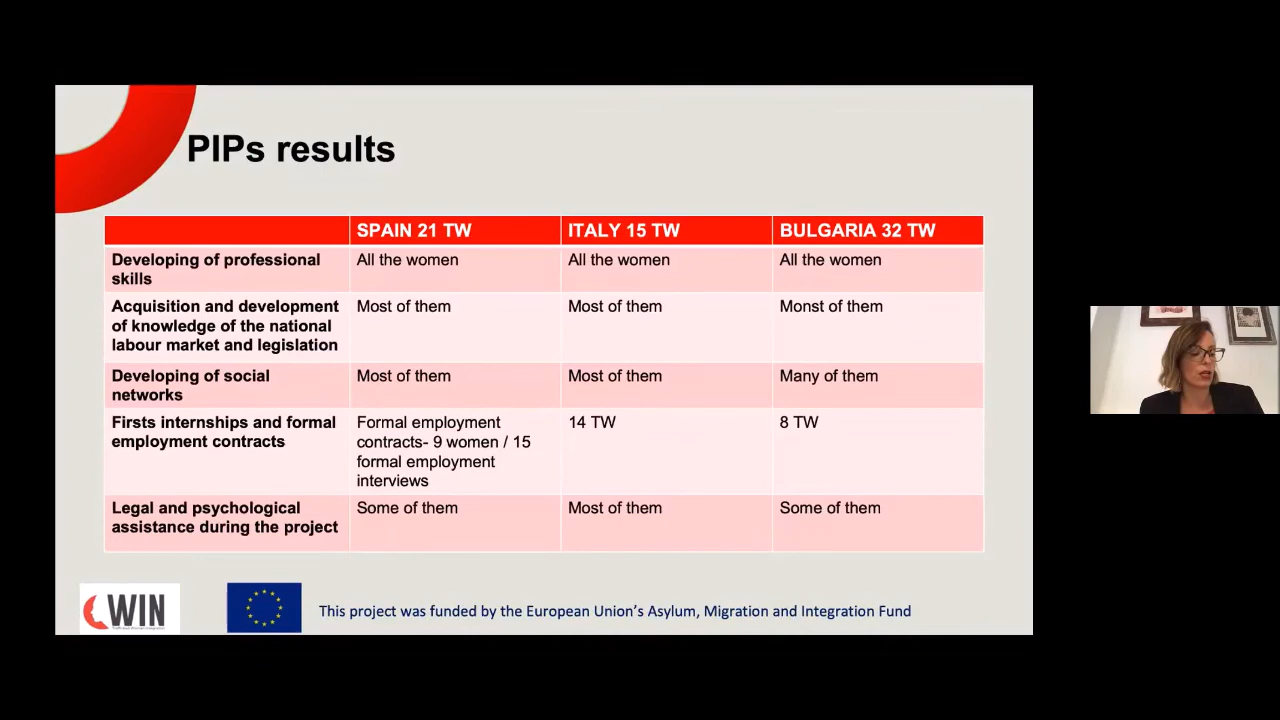 PIPs results
SPAIN 21 TW
ITALY 15 TW
BULGARIA 32 TW
Developing of professional
skills
All the women
All the women
All the women
Acquisition and development
of knowledge of the national
labour market and legislation
Most of them
Most of them
Monst of them
Developing of social
networks
Most of them
Most of them
Many of them
Firsts internships and formal
employment contracts
Formal employment
contracts- 9 women / 15
formal employment
interviews
14 TW
8 TW
Legal and psychological
assistance during the project
Some of them
Most of them
Some of them
WIN
This project was funded by the European Union's Asylum, Migration and Integration Fund